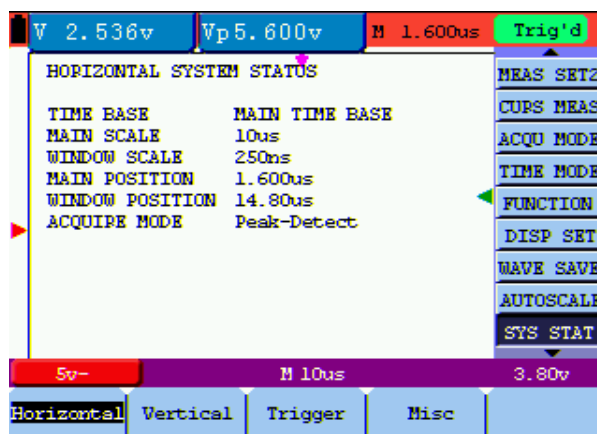 V 2.536v Vp5.600v M 1.600us Trig'd
HORIZONTAL SYSTEM STATUS
TIME BASE MAIN TIME BASE
MAIN SCALE 10us
WINDOW SCALE 250ns
MAIN POSITION 1.600us
WINDOW POSITION 14.80us
ACQUIRE MODE Peak-Detect
MEAS SET2
CURS MEAS
ACQU MODE
TIME MODE
FUNCTION
DISP SET
WAVE SAVE
AUTOSCALE
SYS STAT
5v- M 10us 3.80v
Horizontal Vertical Trigger Misc